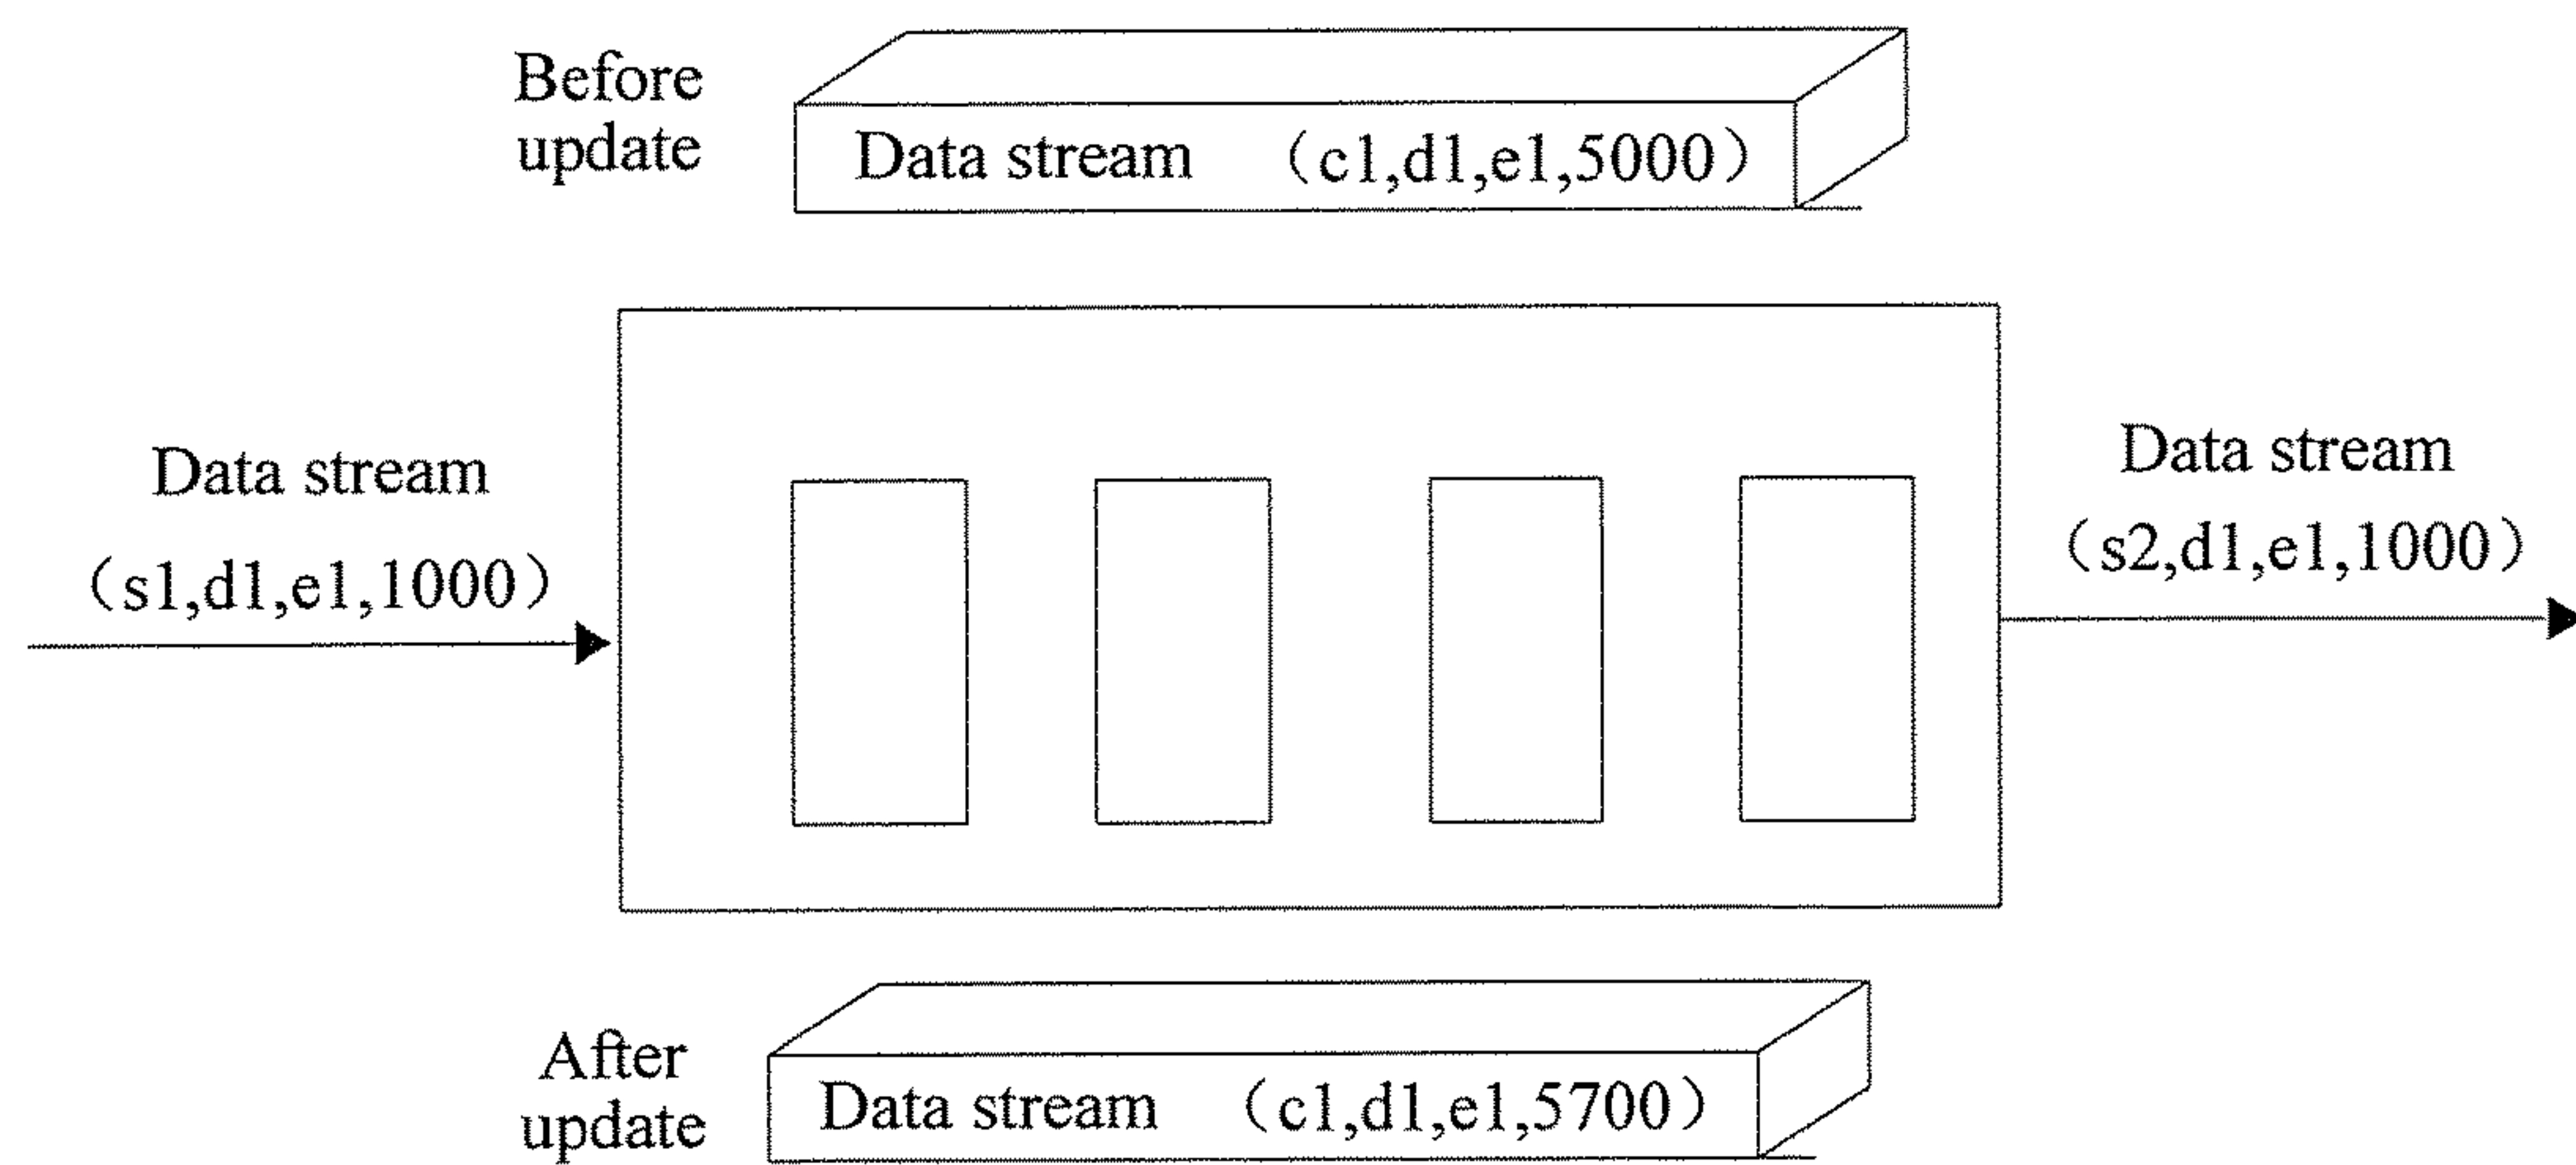 Before
update
Data stream （c1,d1,e1,5000）
Data stream
（s1,d1,e1,1000）
Data stream
（s2,d1,e1,1000）
After
update
Data stream （c1,d1,e1,5700）